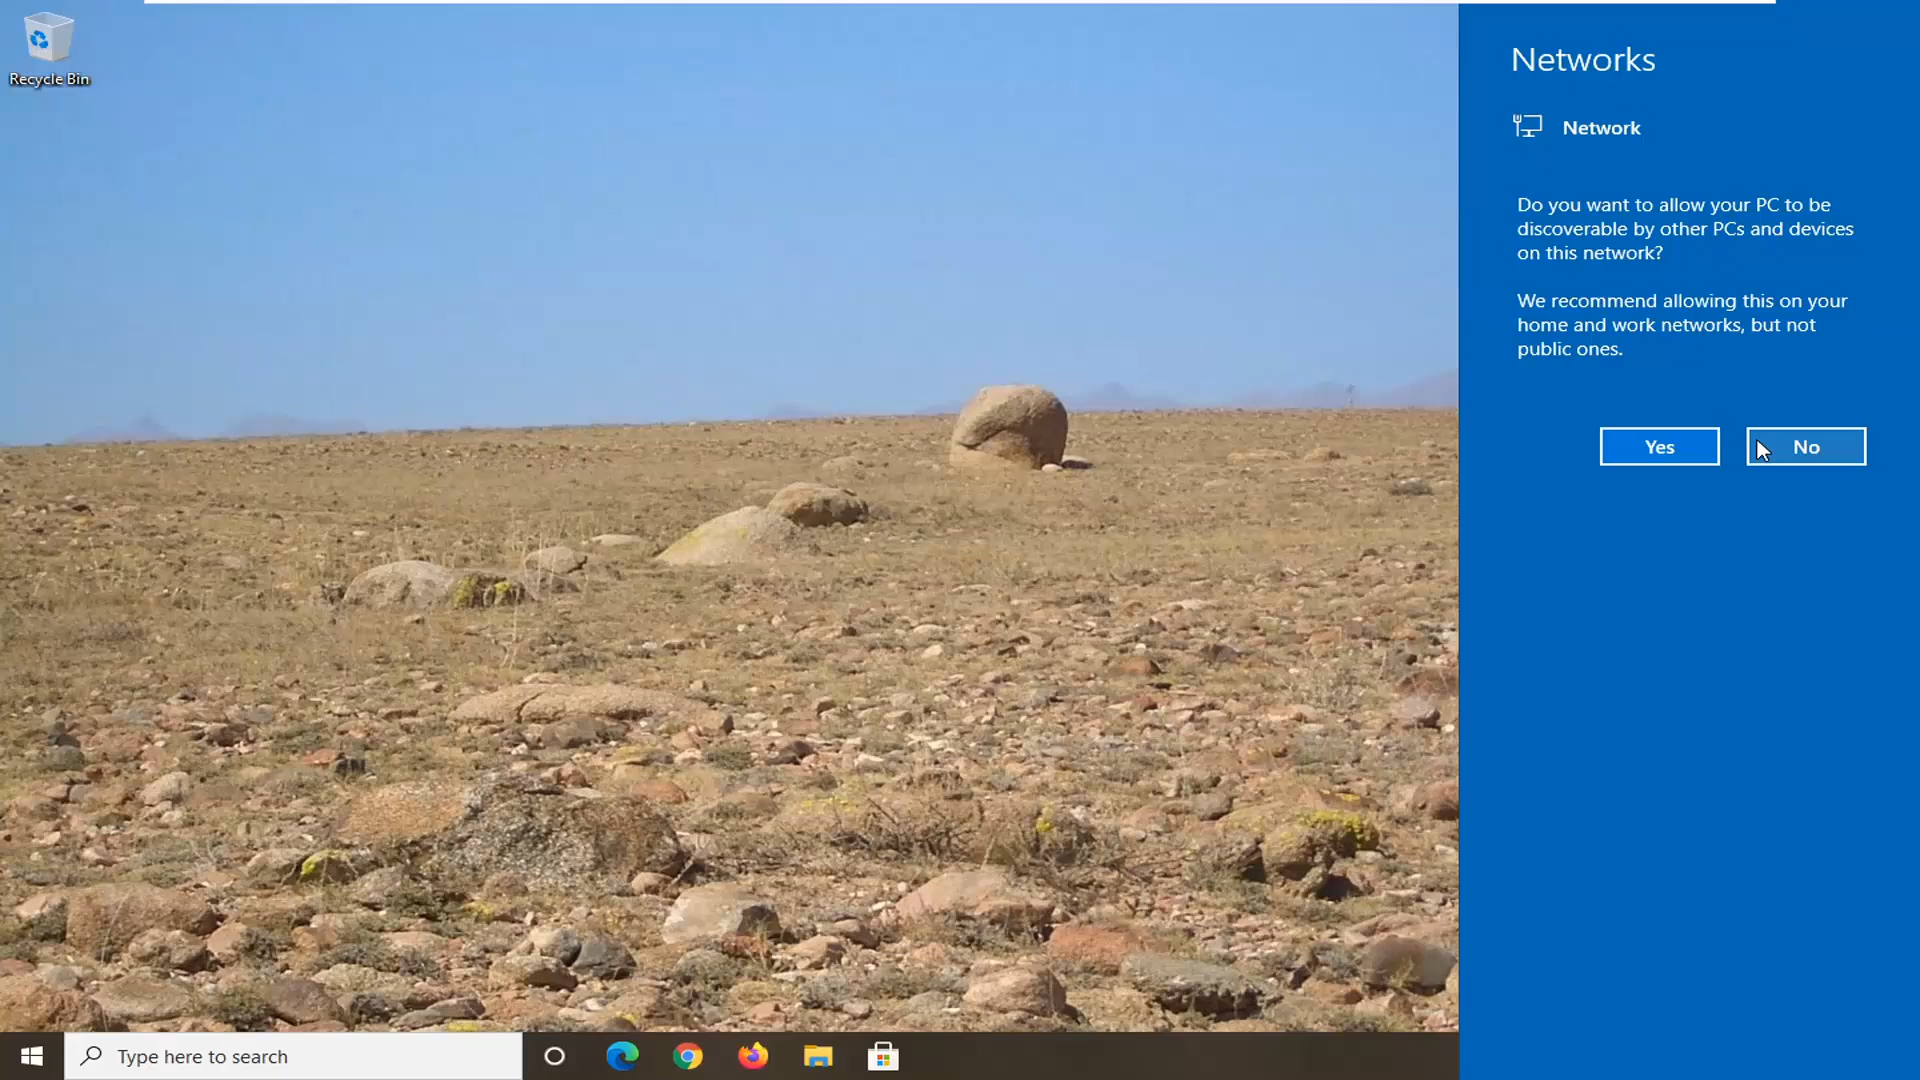 Recycle Bin
Networks
Network
Do you want to allow your PC to be
discoverable by other PCs and devices
on this network?
We recommend allowing this on your
home and work networks, but not
public ones.
Yes
No
Type here to search